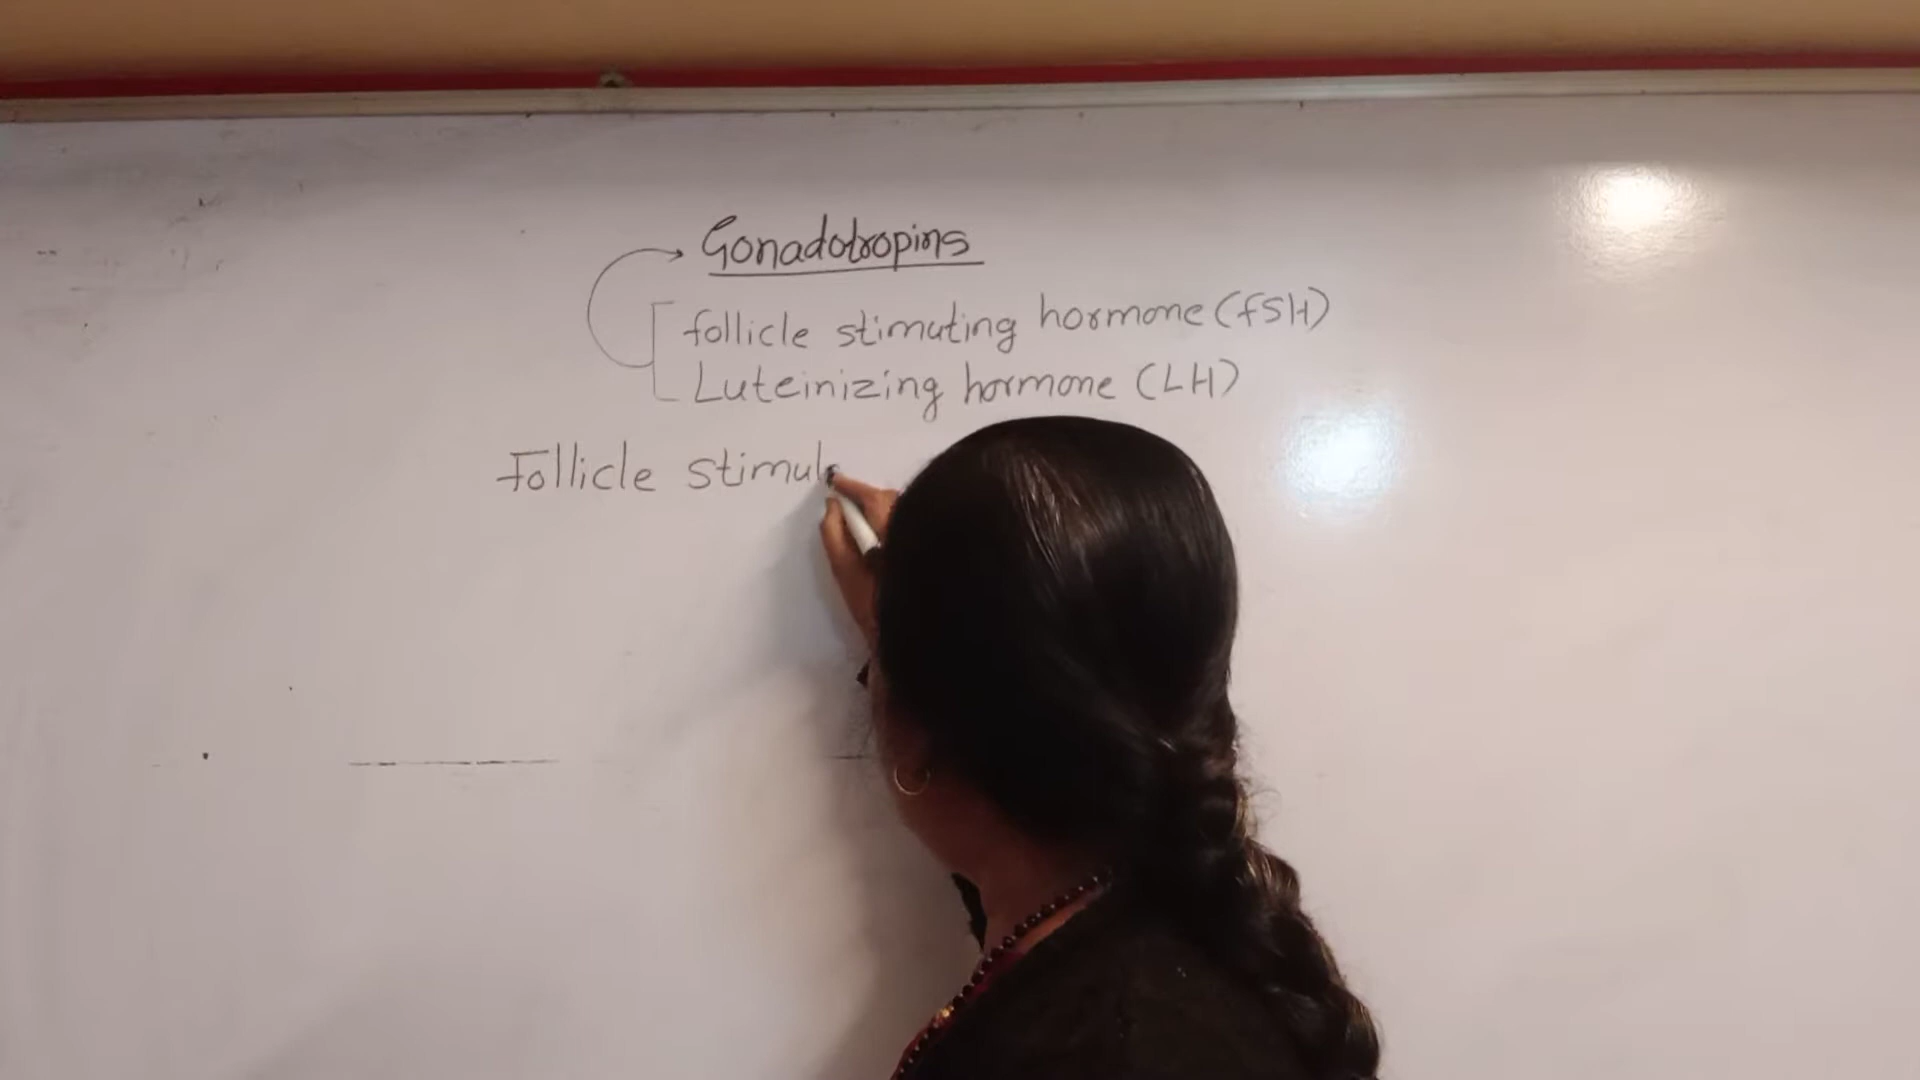 Gonadotropins
follicle stimuting hormone (fSH)
Luteinizing hormone (LH)
Follicle stimul